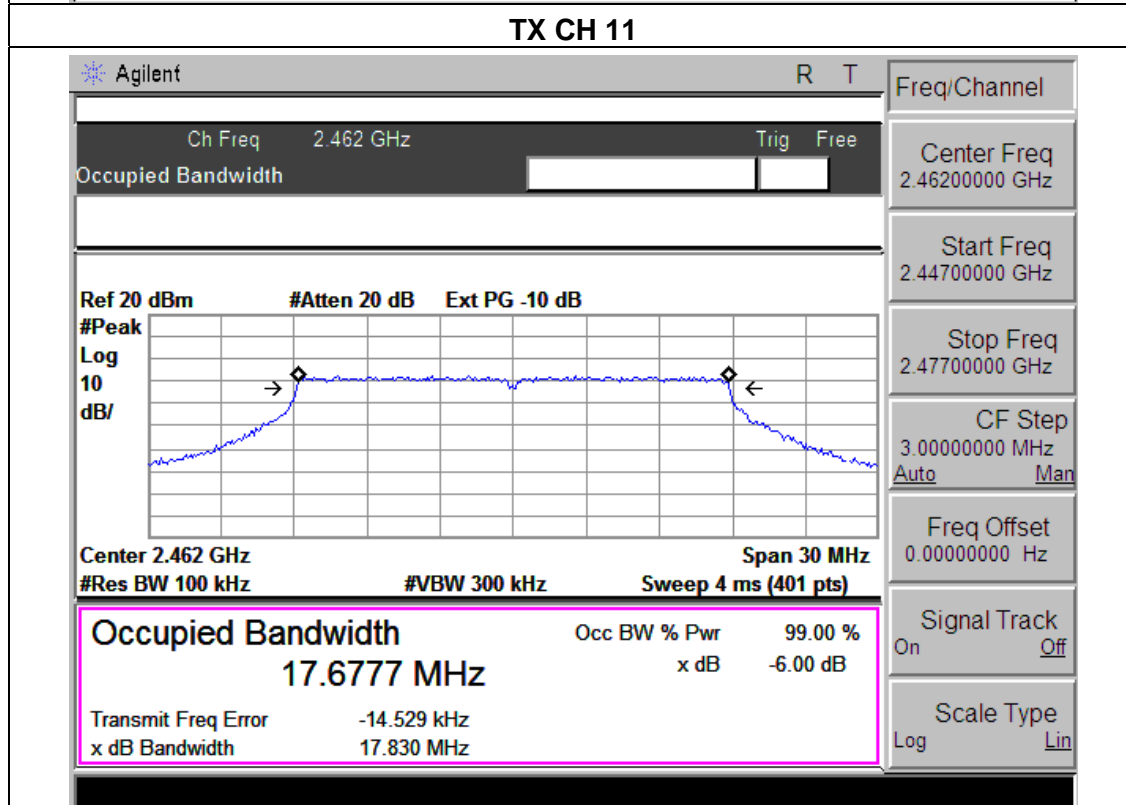 TX CH 11
Agilent R T
Ch Freq 2.462 GHz Trig Free
Occupied Bandwidth
Ref 20 dBm #Atten 20 dB Ext PG -10 dB
#Peak
Log
10
dB/
Center 2.462 GHz Span 30 MHz
#Res BW 100 kHz #VBW 300 kHz Sweep 4 ms (401 pts)
Occupied Bandwidth
17.6777 MHz
Occ BW % Pwr 99.00 %
x dB -6.00 dB
Transmit Freq Error -14.529 kHz
x dB Bandwidth 17.830 MHz
Freq/Channel
Center Freq
2.46200000 GHz
Start Freq
2.44700000 GHz
Stop Freq
2.47700000 GHz
CF Step
3.00000000 MHz
Auto Man
Freq Offset
0.00000000 Hz
Signal Track
On Off
Scale Type
Log Lin